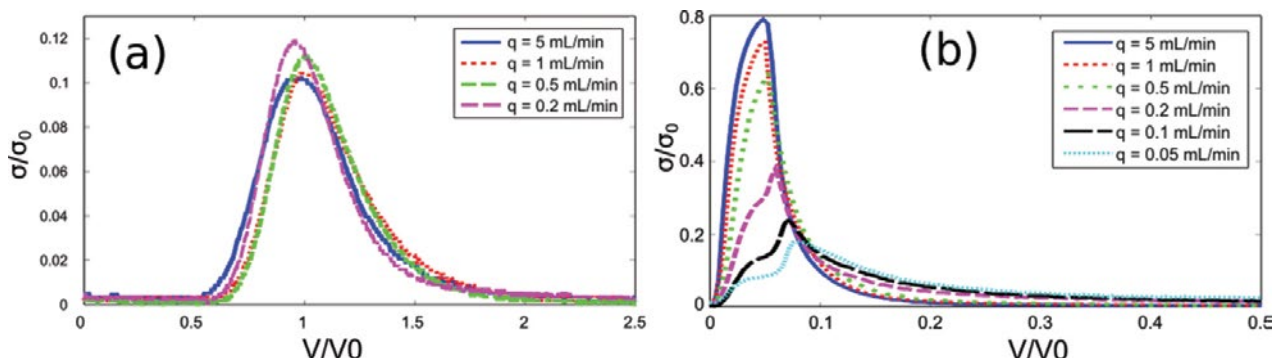 (a)
q = 5 mL/min
q = 1 mL/min
q = 0.5 mL/min
q = 0.2 mL/min
0.12
0.1
0.08
0.06
0.04
0.02
0
σ/σ0
0 0.5 1 1.5 2 2.5
V/V0
(b)
q = 5 mL/min
q = 1 mL/min
q = 0.5 mL/min
q = 0.2 mL/min
q = 0.1 mL/min
q = 0.05 mL/min
0.8
0.6
0.4
0.2
0
σ/σ0
0 0.1 0.2 0.3 0.4 0.5
V/V0